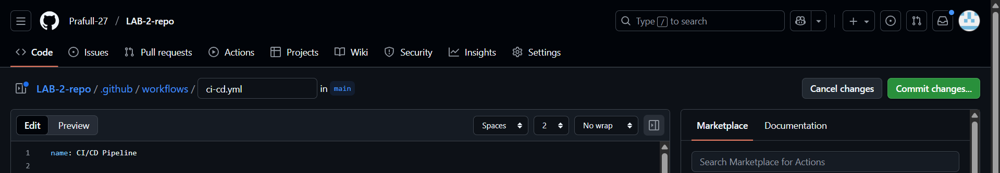 Prafull-27 / LAB-2-repo
Type / to search
Code Issues Pull requests Actions Projects Wiki Security Insights Settings
LAB-2-repo / .github / workflows / ci-cd.yml in main
Cancel changes Commit changes...
Edit Preview
Spaces 2 No wrap
Marketplace Documentation
Search Marketplace for Actions
1 name: CI/CD Pipeline
2